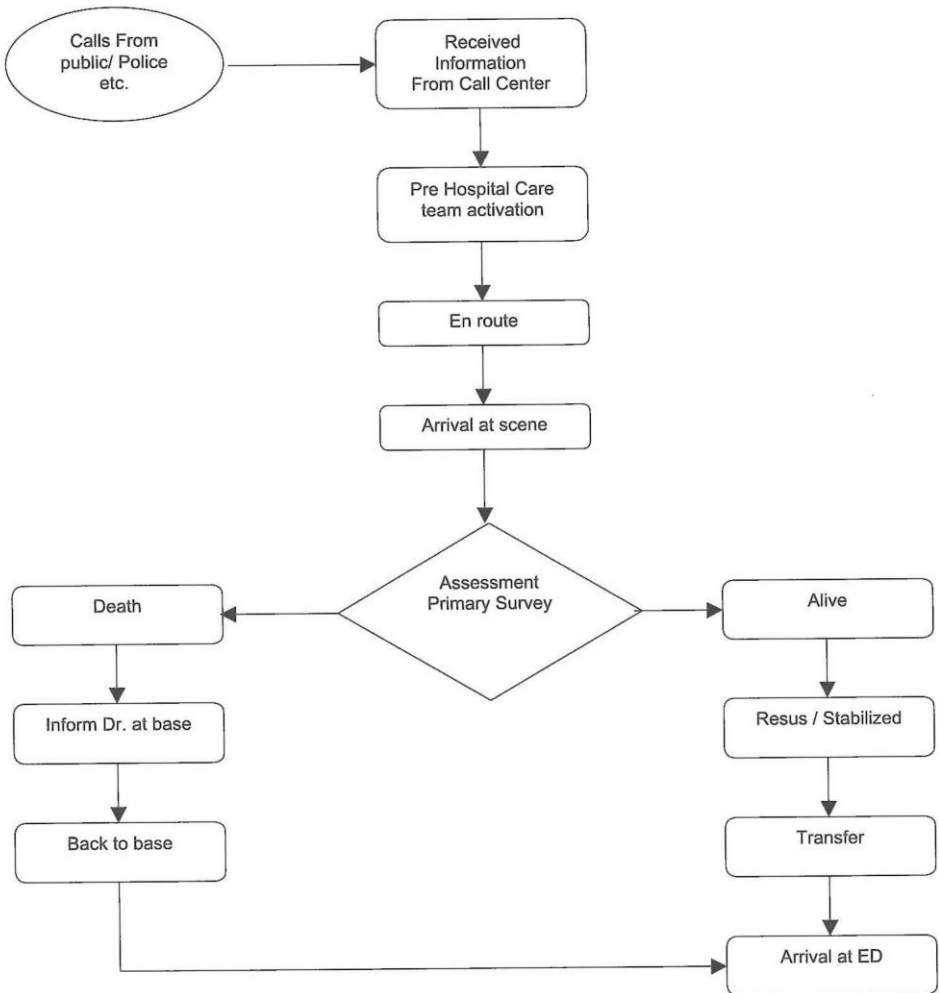 Calls From
public/ Police
etc.
Received
Information
From Call Center
Pre Hospital Care
team activation
En route
Arrival at scene
Assessment
Primary Survey
Death
Alive
Inform Dr. at base
Resus / Stabilized
Back to base
Transfer
Arrival at ED